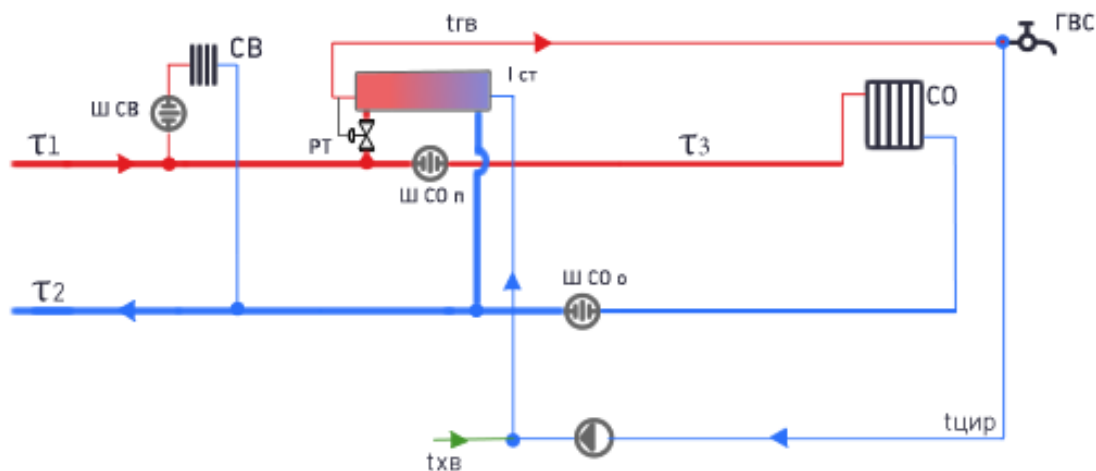 tгв
ГВС
СВ
I ст
СО
Ш СВ
τ1
РТ
τ3
Ш СО п
τ2
Ш СО о
tцир
tхв